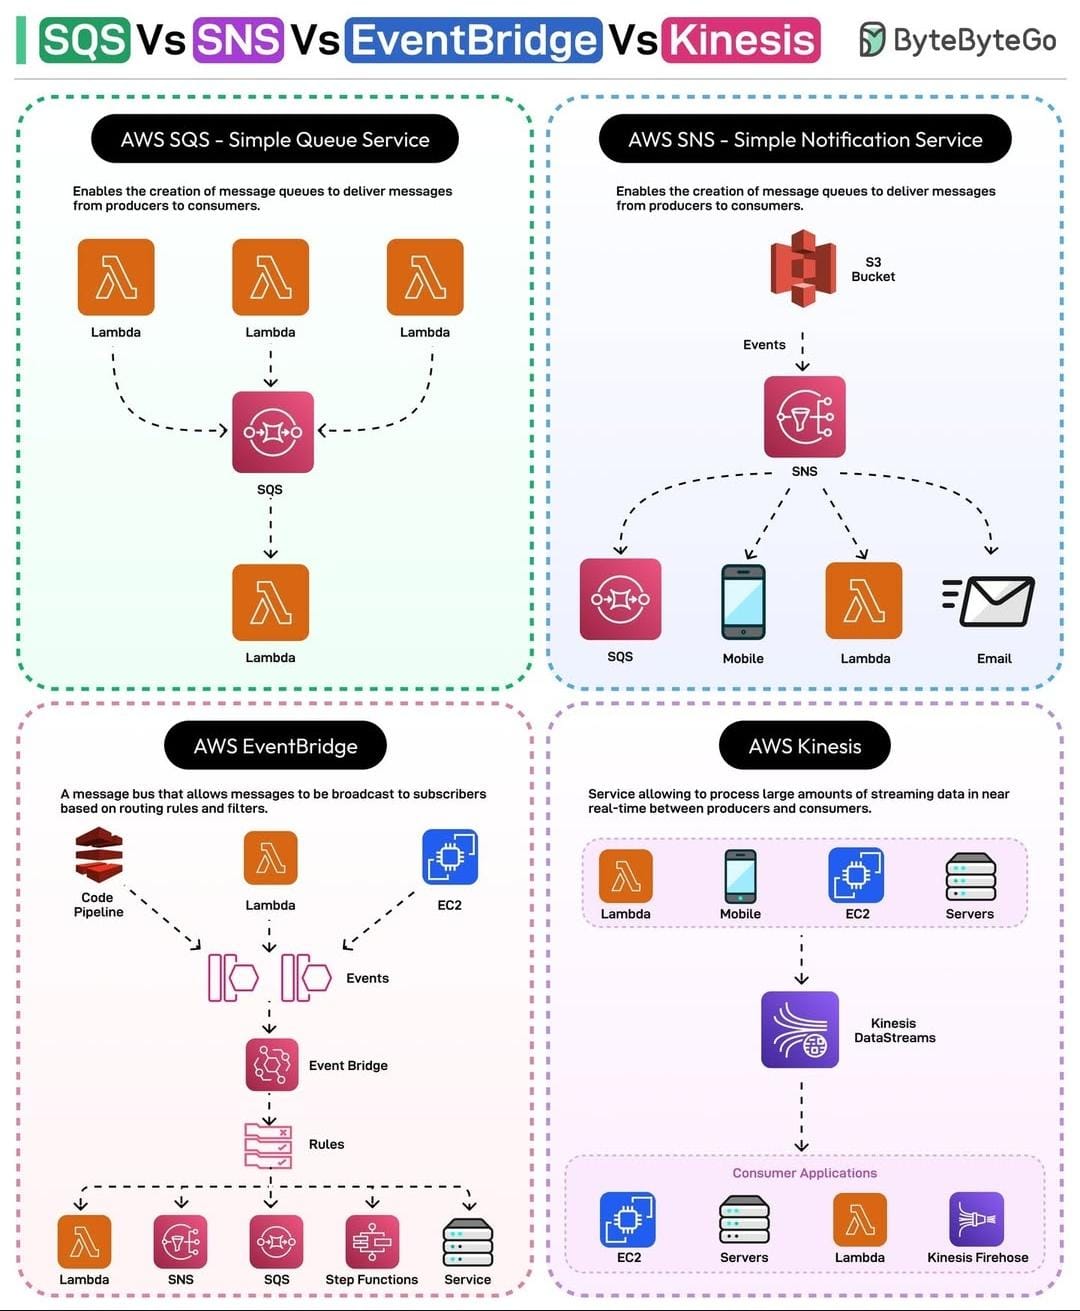 SQS Vs SNS Vs EventBridge Vs Kinesis
ByteByteGo
AWS SQS - Simple Queue Service
Enables the creation of message queues to deliver messages
from producers to consumers.
Lambda
Lambda
Lambda
SQS
Lambda
AWS SNS - Simple Notification Service
Enables the creation of message queues to deliver messages
from producers to consumers.
S3
Bucket
Events
SNS
SQS
Mobile
Lambda
Email
AWS EventBridge
A message bus that allows messages to be broadcast to subscribers
based on routing rules and filters.
Code
Pipeline
Lambda
EC2
Events
Event Bridge
Rules
Lambda
SNS
SQS
Step Functions
Service
AWS Kinesis
Service allowing to process large amounts of streaming data in near
real-time between producers and consumers.
Lambda
Mobile
EC2
Servers
Kinesis
DataStreams
Consumer Applications
EC2
Servers
Lambda
Kinesis Firehose